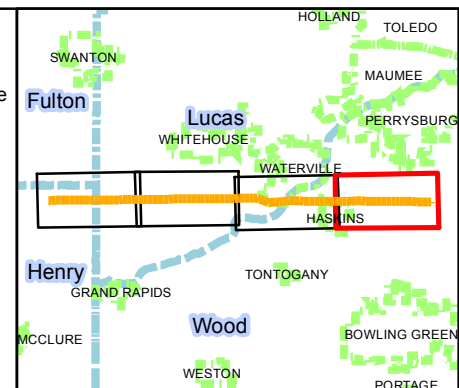 HOLLAND
TOLEDO
SWANTON
MAUMEE
e
Fulton
Lucas
PERRYSBURG
WHITEHOUSE
WATERVILLE
HASKINS
Henry
TONTOGANY
GRAND RAPIDS
Wood
MCCLURE
BOWLING GREEN
WESTON
PORTAGE